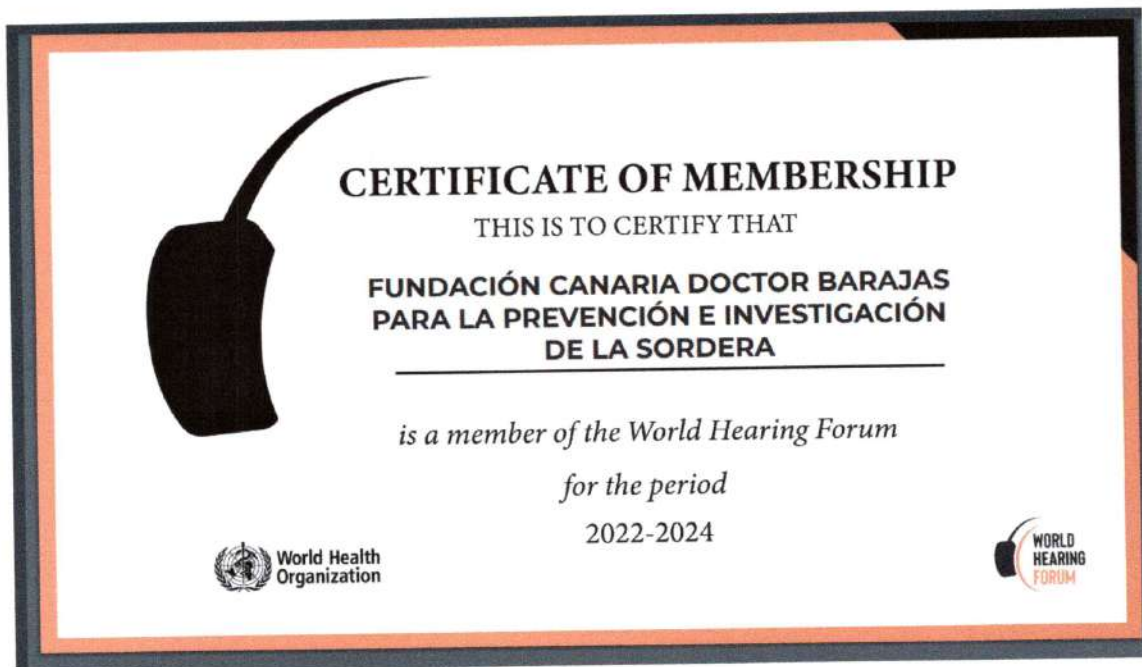 CERTIFICATE OF MEMBERSHIP
THIS IS TO CERTIFY THAT
FUNDACIÓN CANARIA DOCTOR BARAJAS
PARA LA PREVENCIÓN E INVESTIGACIÓN
DE LA SORDERA
is a member of the World Hearing Forum
for the period
2022-2024
World Health
Organization
WORLD
HEARING
FORUM